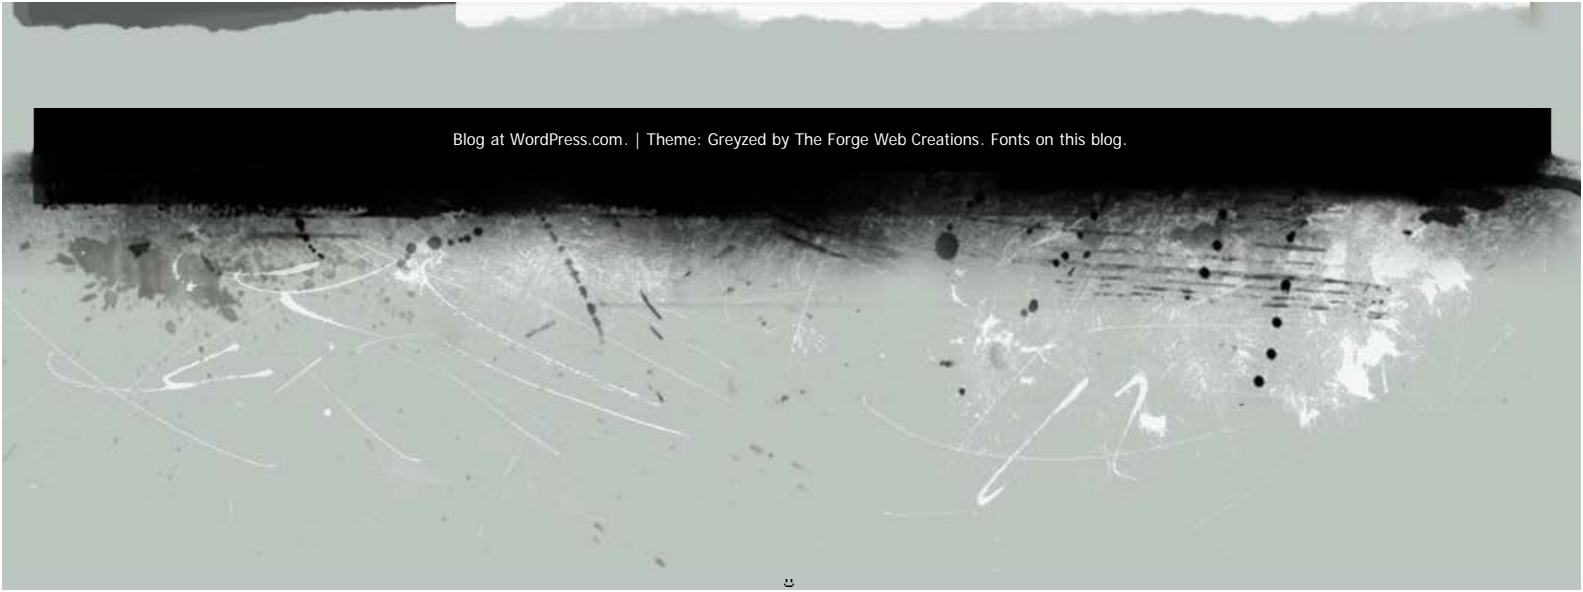 Blog at WordPress.com. | Theme: Greyzed by The Forge Web Creations. Fonts on this blog.